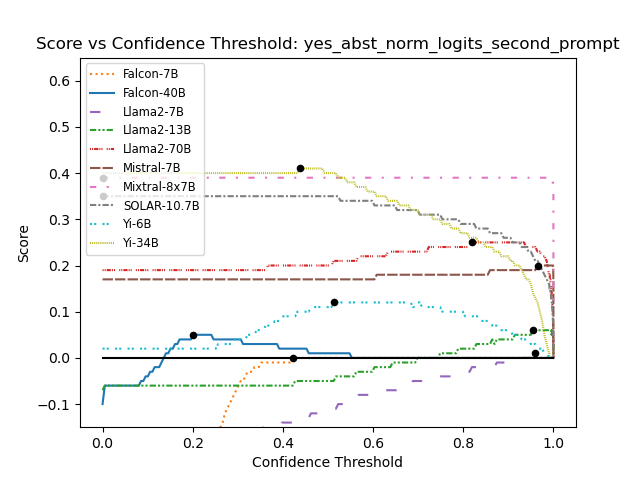 Score vs Confidence Threshold: yes_abst_norm_logits_second_prompt
Falcon-7B
Falcon-40B
Llama2-7B
Llama2-13B
Llama2-70B
Mistral-7B
Mixtral-8x7B
SOLAR-10.7B
Yi-6B
Yi-34B
Score
0.6
0.5
0.4
0.3
0.2
0.1
0.0
−0.1
0.0 0.2 0.4 0.6 0.8 1.0
Confidence Threshold